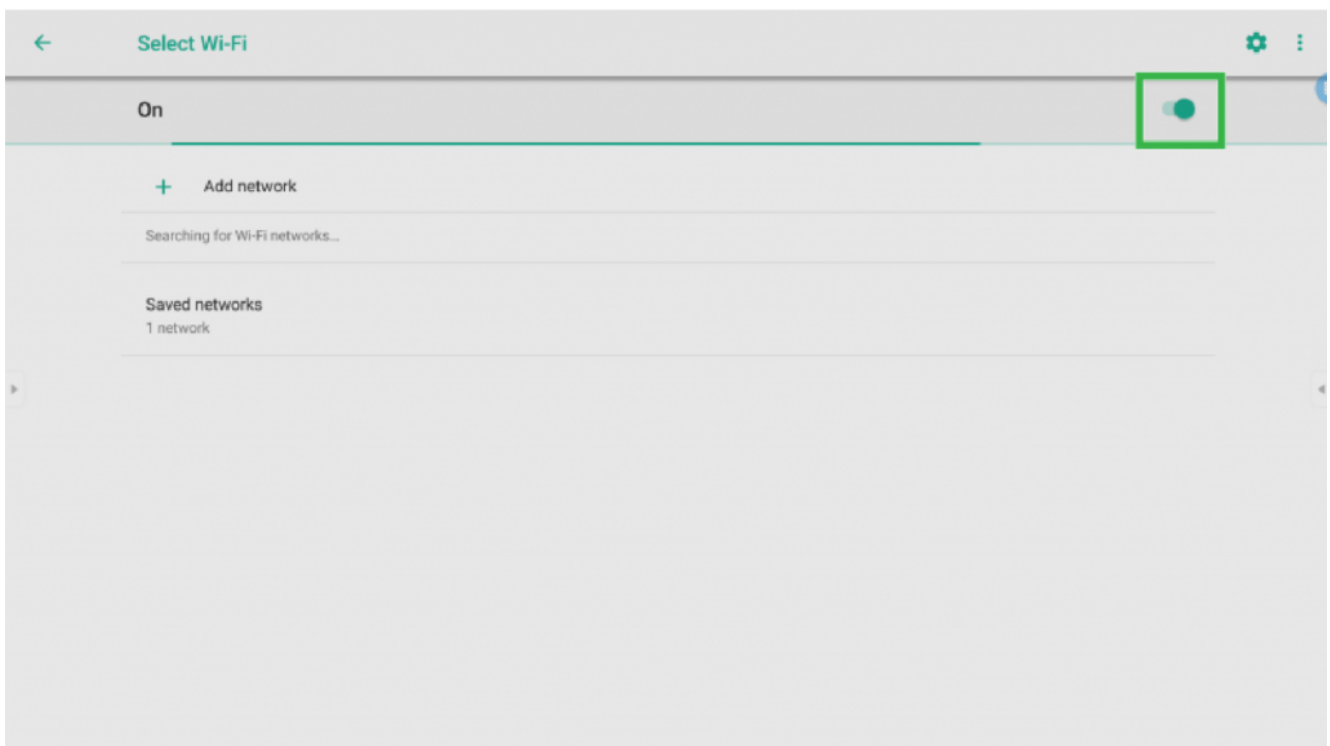 Select Wi-Fi
On
Add network
Searching for Wi-Fi networks...
Saved networks
1 network